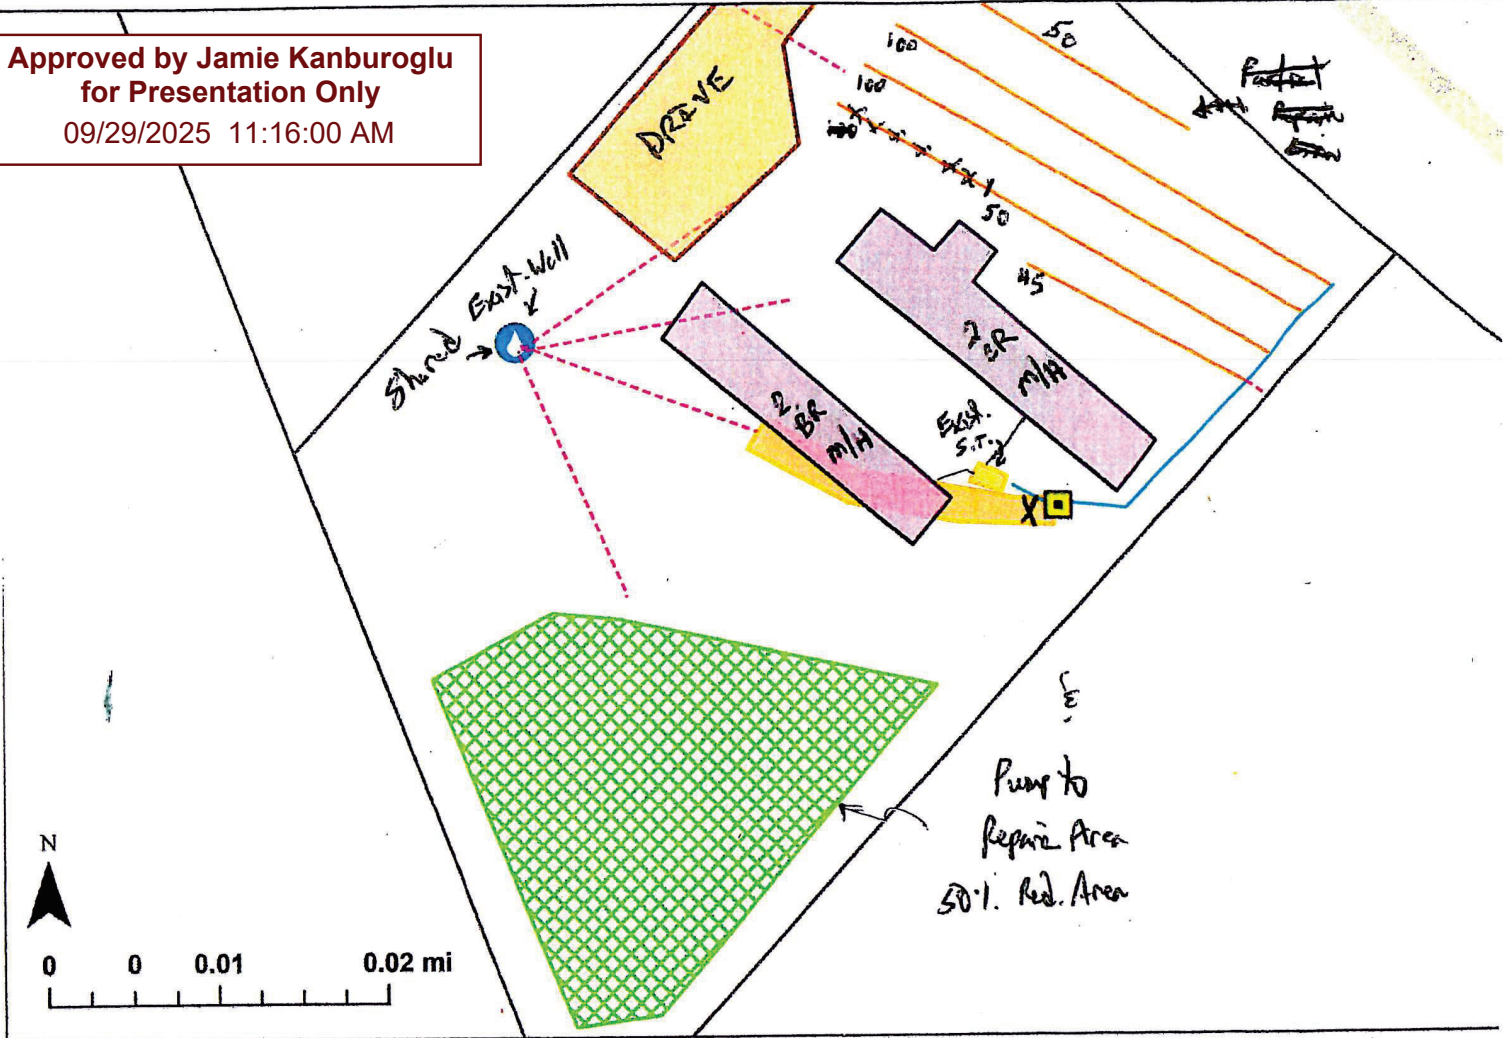 Approved by Jamie Kanburoglu
for Presentation Only
09/29/2025 11:16:00 AM
DRIVE
100
100
50
50
45
Shared Exist. Well
2 BR
M/H
2 BR
M/H
Exist.
S.T.
X
Pump to
Repair Area
50%. Red. Area
N
0 0 0.01 0.02 mi